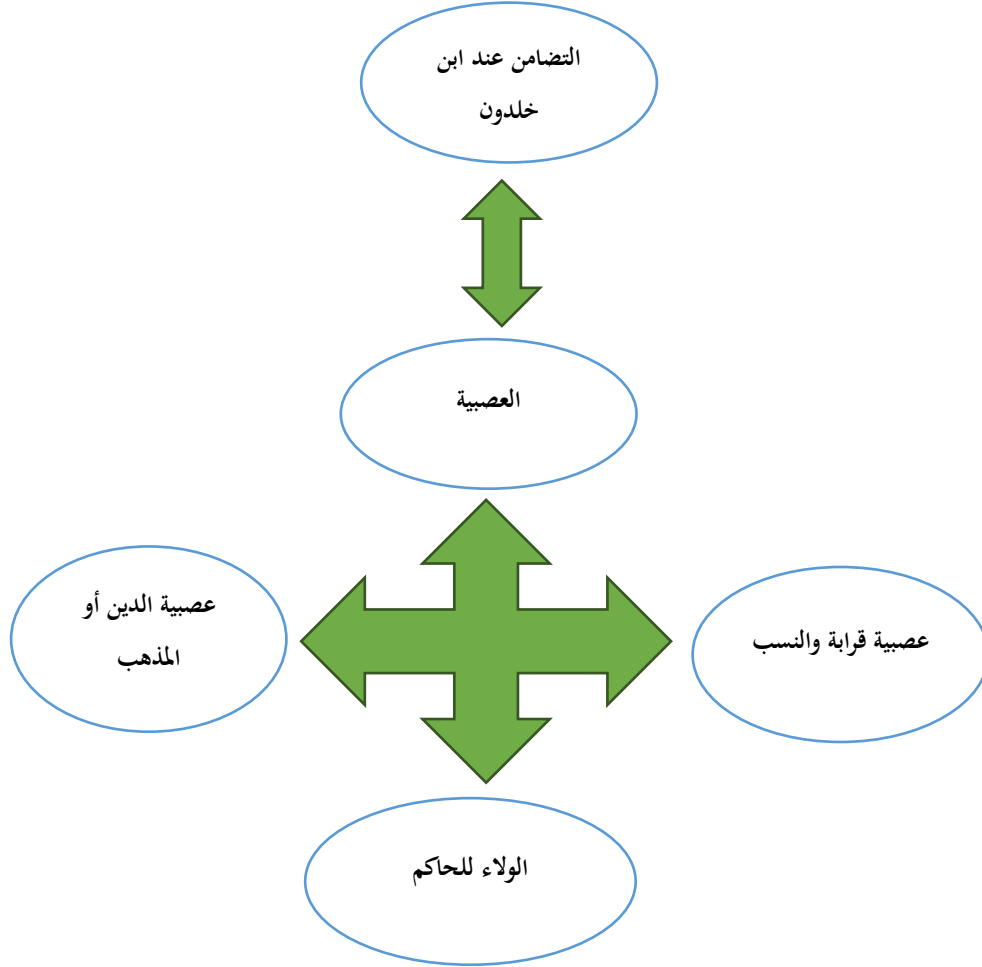 التضامن عند ابن
خلدون
العصبية
عصبية قرابة والنسب
عصبية الدين أو
المذهب
الولاء للحاكم